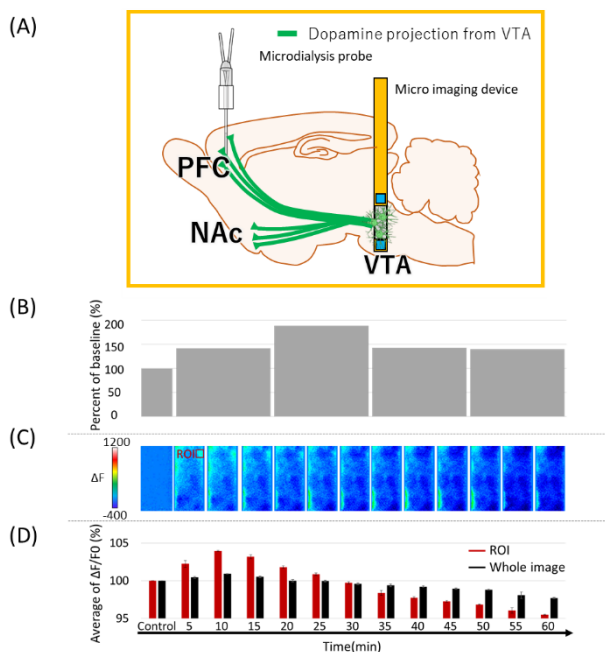 (A)
Dopamine projection from VTA
Microdialysis probe
Micro imaging device
PFC
NAc
VTA
(B)
Percent of baseline (%)
200
150
100
50
0
(C)
ΔF
1200
-400
ROI
(D)
Average of ΔF/F0 (%)
105
100
95
ROI
Whole image
Control 5 10 15 20 25 30 35 40 45 50 55 60
Time(min)